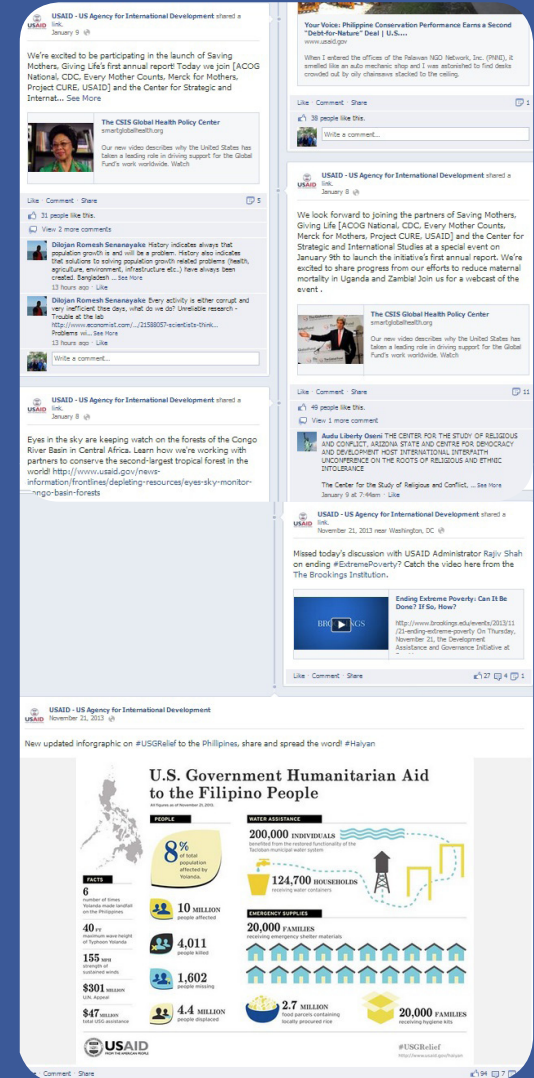 USAID - US Agency for International Development shared a
link.
January 9
We're excited to be participating in the launch of Saving
Mothers, Giving Life's first annual report! Today we join [ACOG
National, CDC, Every Mother Counts, Merck for Mothers,
Project CURE, USAID] and the Center for Strategic and
Internat... See More
The CSIS Global Health Policy Center
smartglobalhealth.org
Our new video describes why the United States has
taken a leading role in driving support for the Global
Fund's work worldwide. Watch
Like · Comment · Share
5
31 people like this.
View 2 more comments
Dilojan Romesh Senanayake History indicates always that
population growth is and will be a problem. History also indicates
that solutions to solving population growth related problems (health,
agriculture, environment, infrastructure etc..) have always been
created. Bangladesh ... See More
13 hours ago · Like
Dilojan Romesh Senanayake Every activity is either corrupt and
very inefficient thse days, what do we do? Unreliable research -
Trouble at the lab
http://www.economist.com/.../21588057-scientists-think...
Problems wi... See More
13 hours ago · Like
Write a comment...
USAID - US Agency for International Development shared a
link.
January 8
Eyes in the sky are keeping watch on the forests of the Congo
River Basin in Central Africa. Learn how we're working with
partners to conserve the second-largest tropical forest in the
world! http://www.usaid.gov/news-
information/frontlines/depleting-resources/eyes-sky-monitor-
ongo-basin-forests
Your Voice: Philippine Conservation Performance Earns a Second
"Debt-for-Nature" Deal | U.S....
www.usaid.gov
When I entered the offices of the Palawan NGO Network, Inc. (PNNI), it
smelled like an auto mechanic shop and I was astonished to find desks
crowded out by oily chainsaws stacked to the ceiling.
Like · Comment · Share
1
38 people like this.
Write a comment...
USAID - US Agency for International Development shared a
link.
January 8
We look forward to joining the partners of Saving Mothers,
Giving Life [ACOG National, CDC, Every Mother Counts,
Merck for Mothers, Project CURE, USAID] and the Center for
Strategic and International Studies at a special event on
January 9th to launch the initiative's first annual report. We're
excited to share progress from our efforts to reduce maternal
mortality in Uganda and Zambia! Join us for a webcast of the
event .
The CSIS Global Health Policy Center
smartglobalhealth.org
Our new video describes why the United States has
taken a leading role in driving support for the Global
Fund's work worldwide. Watch
Like · Comment · Share
11
49 people like this.
View 1 more comment
Audu Liberty Oseni THE CENTER FOR THE STUDY OF RELIGIOUS
AND CONFLICT, ARIZONA STATE AND CENTRE FOR DEMOCRACY
AND DEVELOPMENT HOST INTERNATIONAL INTERFAITH
UNCONFERENCE ON THE ROOTS OF RELIGIOUS AND ETHNIC
INTOLERANCE
The Center for the Study of Religious and Conflict, ... See More
January 9 at 7:44am · Like
USAID - US Agency for International Development shared a
link.
November 21, 2013 near Washington, DC
Missed today's discussion with USAID Administrator Rajiv Shah
on ending #ExtremePoverty? Catch the video here from the
The Brookings Institution.
Ending Extreme Poverty: Can It Be
Done? If So, How?
http://www.brookings.edu/events/2013/11
/21-ending-extreme-poverty On Thursday,
November 21, the Development
Assistance and Governance Initiative at
Like · Comment · Share
27 4 1
USAID - US Agency for International Development
November 21, 2013
New updated inforgraphic on #USGRelief to the Philippines, share and spread the word! #Haiyan
U.S. Government Humanitarian Aid
to the Filipino People
All figures as of November 21, 2013.
FACTS
6
number of times
Yolanda made landfall
on the Philippines
40 FT
maximum wave height
of Typhoon Yolanda
155 MPH
strength of
sustained winds
$301 MILLION
U.N. Appeal
$47 MILLION
total USG assistance
PEOPLE
8%
of total
population
affected by
Yolanda.
10 MILLION
people affected
4,011
people killed
1,602
people missing
4.4 MILLION
people displaced
WATER ASSISTANCE
200,000 INDIVIDUALS
benefited from the restored functionality of the
Tacloban municipal water system
124,700 HOUSEHOLDS
receiving water containers
EMERGENCY SUPPLIES
20,000 FAMILIES
receiving emergency shelter materials
2.7 MILLION
food parcels containing
locally procured rice
20,000 FAMILIES
receiving hygiene kits
USAID
FROM THE AMERICAN PEOPLE
#USGRelief
http://www.usaid.gov/haiyan
Comment · Share
94 7